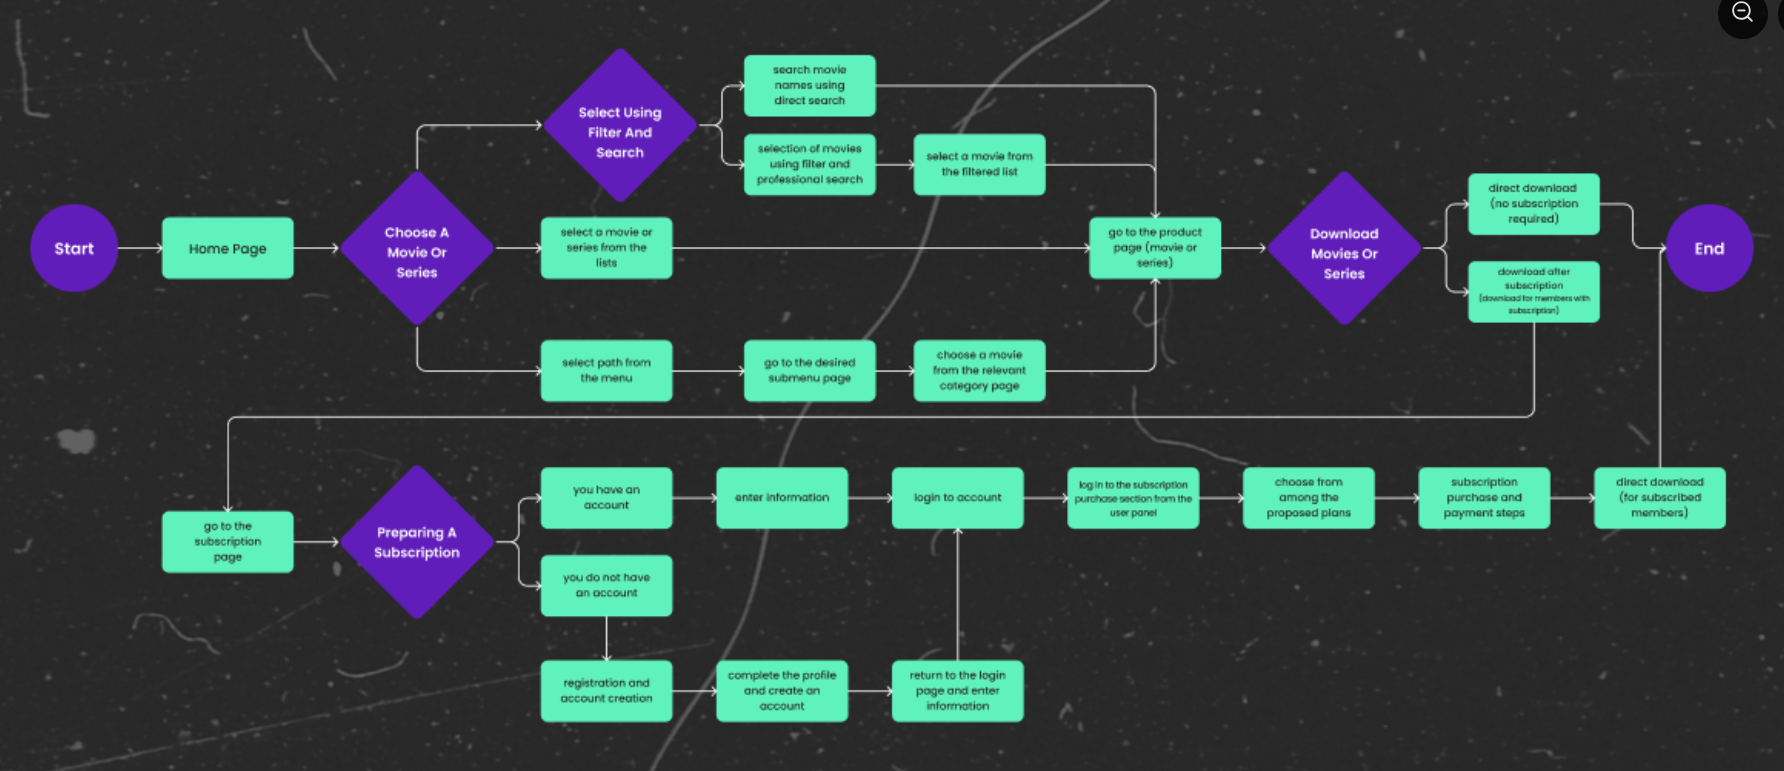 Start
Home Page
Choose A
Movie Or
Series
Select Using
Filter And
Search
search movie
names using
direct search
selection of movies
using filter and
professional search
select a movie from
the filtered list
select a movie or
series from the
lists
select path from
the menu
go to the desired
submenu page
choose a movie
from the relevant
category page
go to the product
page (movie or
series)
Download
Movies Or
Series
direct download
(no subscription
required)
download after
subscription
(download for members with
subscription)
End
go to the
subscription
page
Preparing A
Subscription
you have an
account
enter information
login to account
log in to the subscription
purchase section from the
user panel
choose from
among the
proposed plans
subscription
purchase and
payment steps
direct download
(for subscribed
members)
you do not have
an account
registration and
account creation
complete the profile
and create an
account
return to the login
page and enter
information